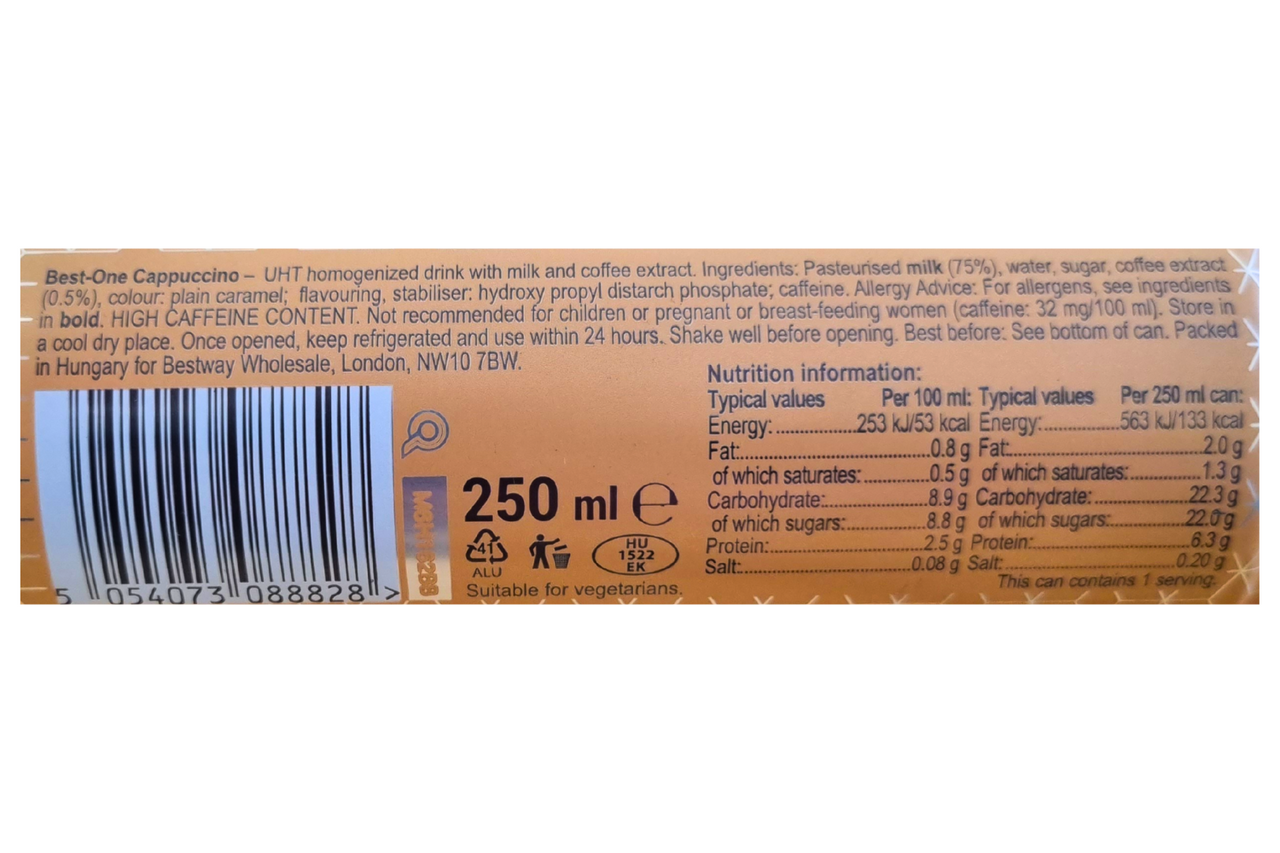 Best-One Cappuccino – UHT homogenized drink with milk and coffee extract. Ingredients: Pasteurised milk (75%), water, sugar, coffee extract
(0.5%), colour: plain caramel; flavouring, stabiliser: hydroxy propyl distarch phosphate; caffeine. Allergy Advice: For allergens, see ingredients
in bold. HIGH CAFFEINE CONTENT. Not recommended for children or pregnant or breast-feeding women (caffeine: 32 mg/100 ml). Store in
a cool dry place. Once opened, keep refrigerated and use within 24 hours. Shake well before opening. Best before: See bottom of can. Packed
in Hungary for Bestway Wholesale, London, NW10 7BW.
Nutrition information:
Typical values Per 100 ml: Typical values Per 250 ml can:
Energy: 253 kJ/53 kcal Energy: 563 kJ/133 kcal
Fat: 0.8 g Fat: 2.0 g
of which saturates: 0.5 g of which saturates: 1.3 g
Carbohydrate: 8.9 g Carbohydrate: 22.3 g
of which sugars: 8.8 g of which sugars: 22.0 g
Protein: 2.5 g Protein: 6.3 g
Salt: 0.08 g Salt: 0.20 g
This can contains 1 serving.
250 ml e
41
ALU
HU
1522
EK
Suitable for vegetarians.
5 054073 088828 >